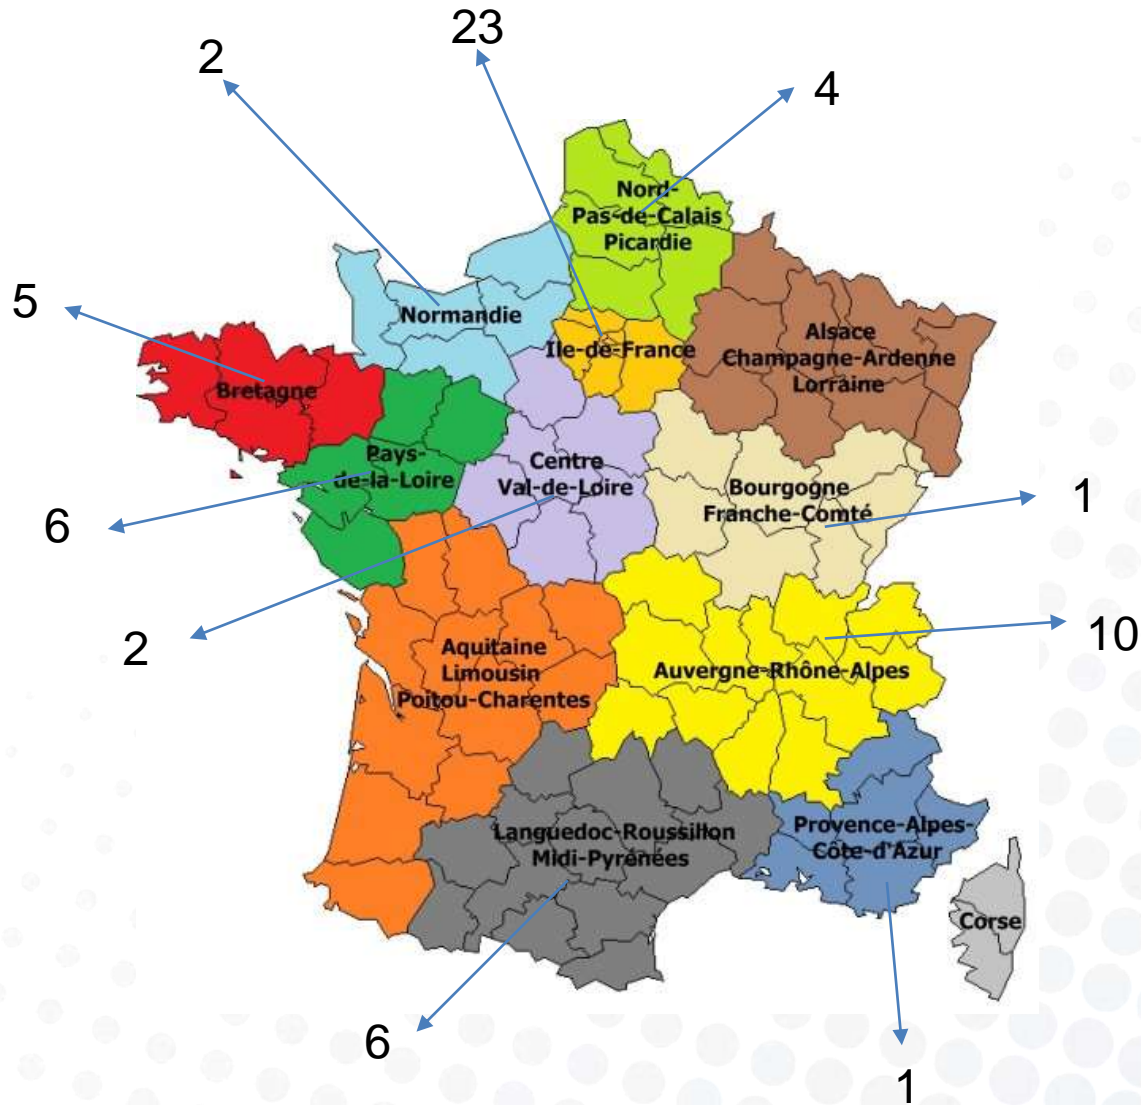 23
2
4
Nord-
Pas-de-Calais
Picardie
5
Normandie
Ile-de-France
Alsace
Champagne-Ardenne
Lorraine
Bretagne
Pays-
de-la-Loire
Centre
Val-de-Loire
Bourgogne
Franche-Comté
1
6
2
10
Aquitaine
Limousin
Poitou-Charentes
Auvergne-Rhône-Alpes
Languedoc-Roussillon
Midi-Pyrénées
Provence-Alpes-
Côte-d'Azur
Corse
6
1